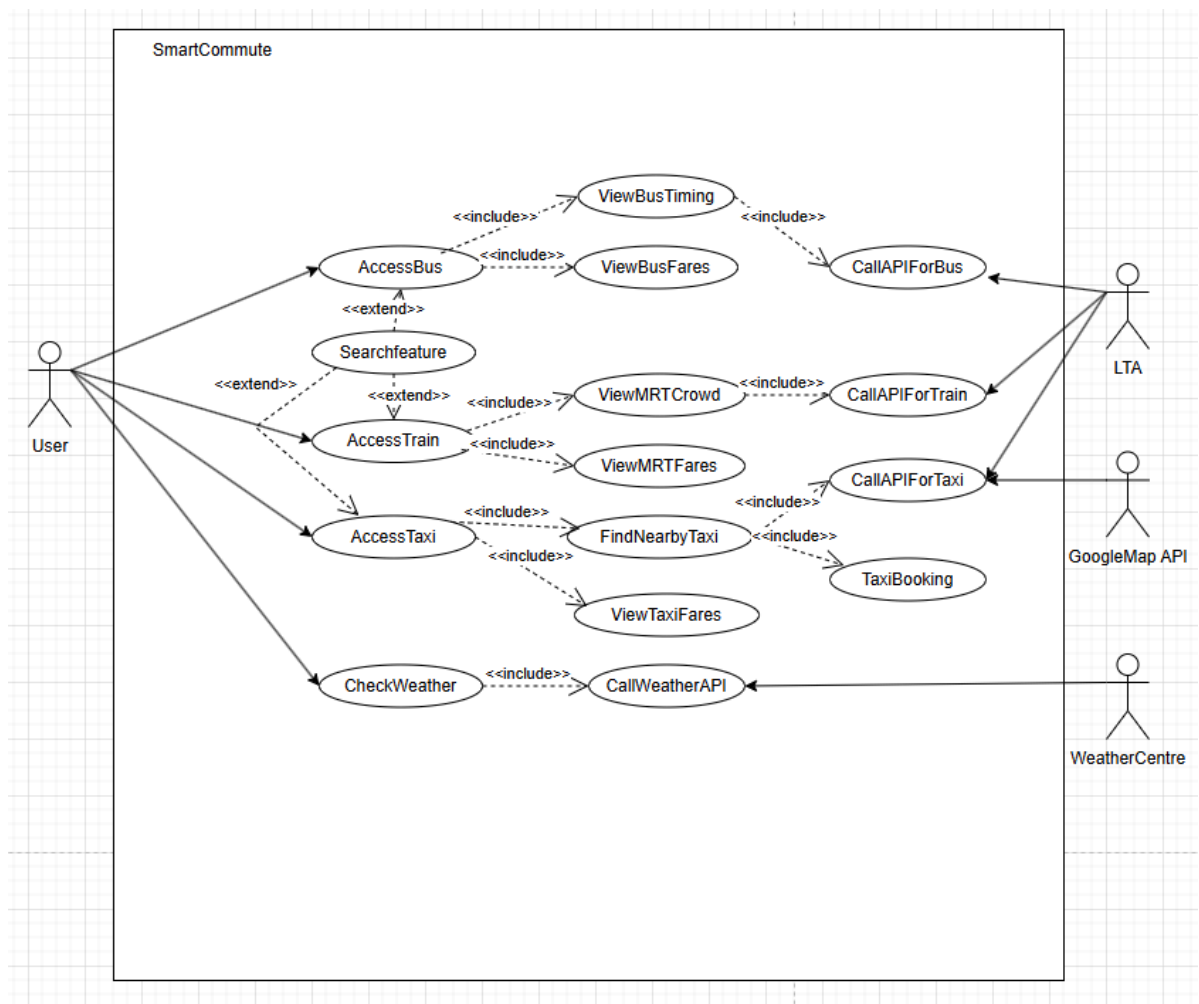 SmartCommute
ViewBusTiming
<<include>>
<<include>>
<<include>>
AccessBus
ViewBusFares
CallAPIForBus
<<extend>>
Searchfeature
LTA
<<extend>>
<<extend>>
<<include>>
ViewMRTCrowd
<<include>>
CallAPIForTrain
User
AccessTrain
<<include>>
ViewMRTFares
CallAPIForTaxi
<<include>>
<<include>>
AccessTaxi
FindNearbyTaxi
<<include>>
<<include>>
GoogleMap API
TaxiBooking
ViewTaxiFares
CheckWeather
<<include>>
CallWeatherAPI
WeatherCentre